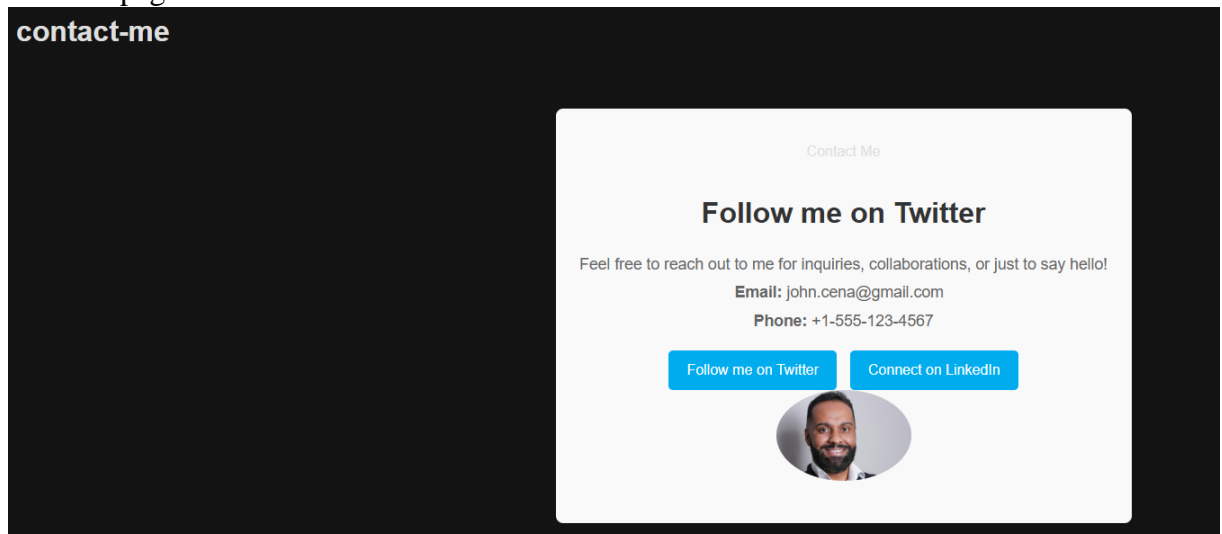 contact-me
Contact Me
Follow me on Twitter
Feel free to reach out to me for inquiries, collaborations, or just to say hello!
Email: john.cena@gmail.com
Phone: +1-555-123-4567
Follow me on Twitter Connect on LinkedIn